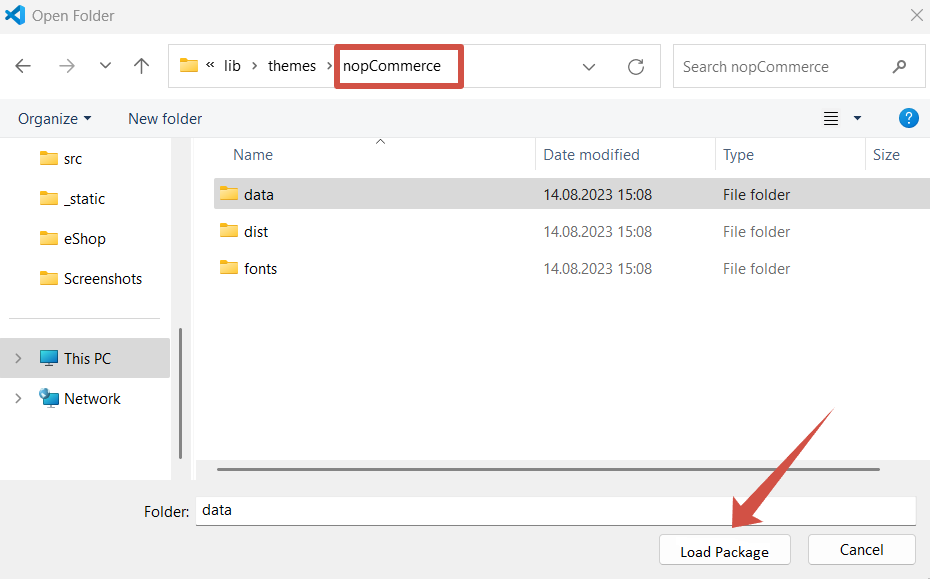 Open Folder
« lib > themes > nopCommerce
Search nopCommerce
Organize
New folder
?
src
_static
eShop
Screenshots
This PC
Network
Name Date modified Type Size
data 14.08.2023 15:08 File folder
dist 14.08.2023 15:08 File folder
fonts 14.08.2023 15:08 File folder
Folder: data
Load Package
Cancel